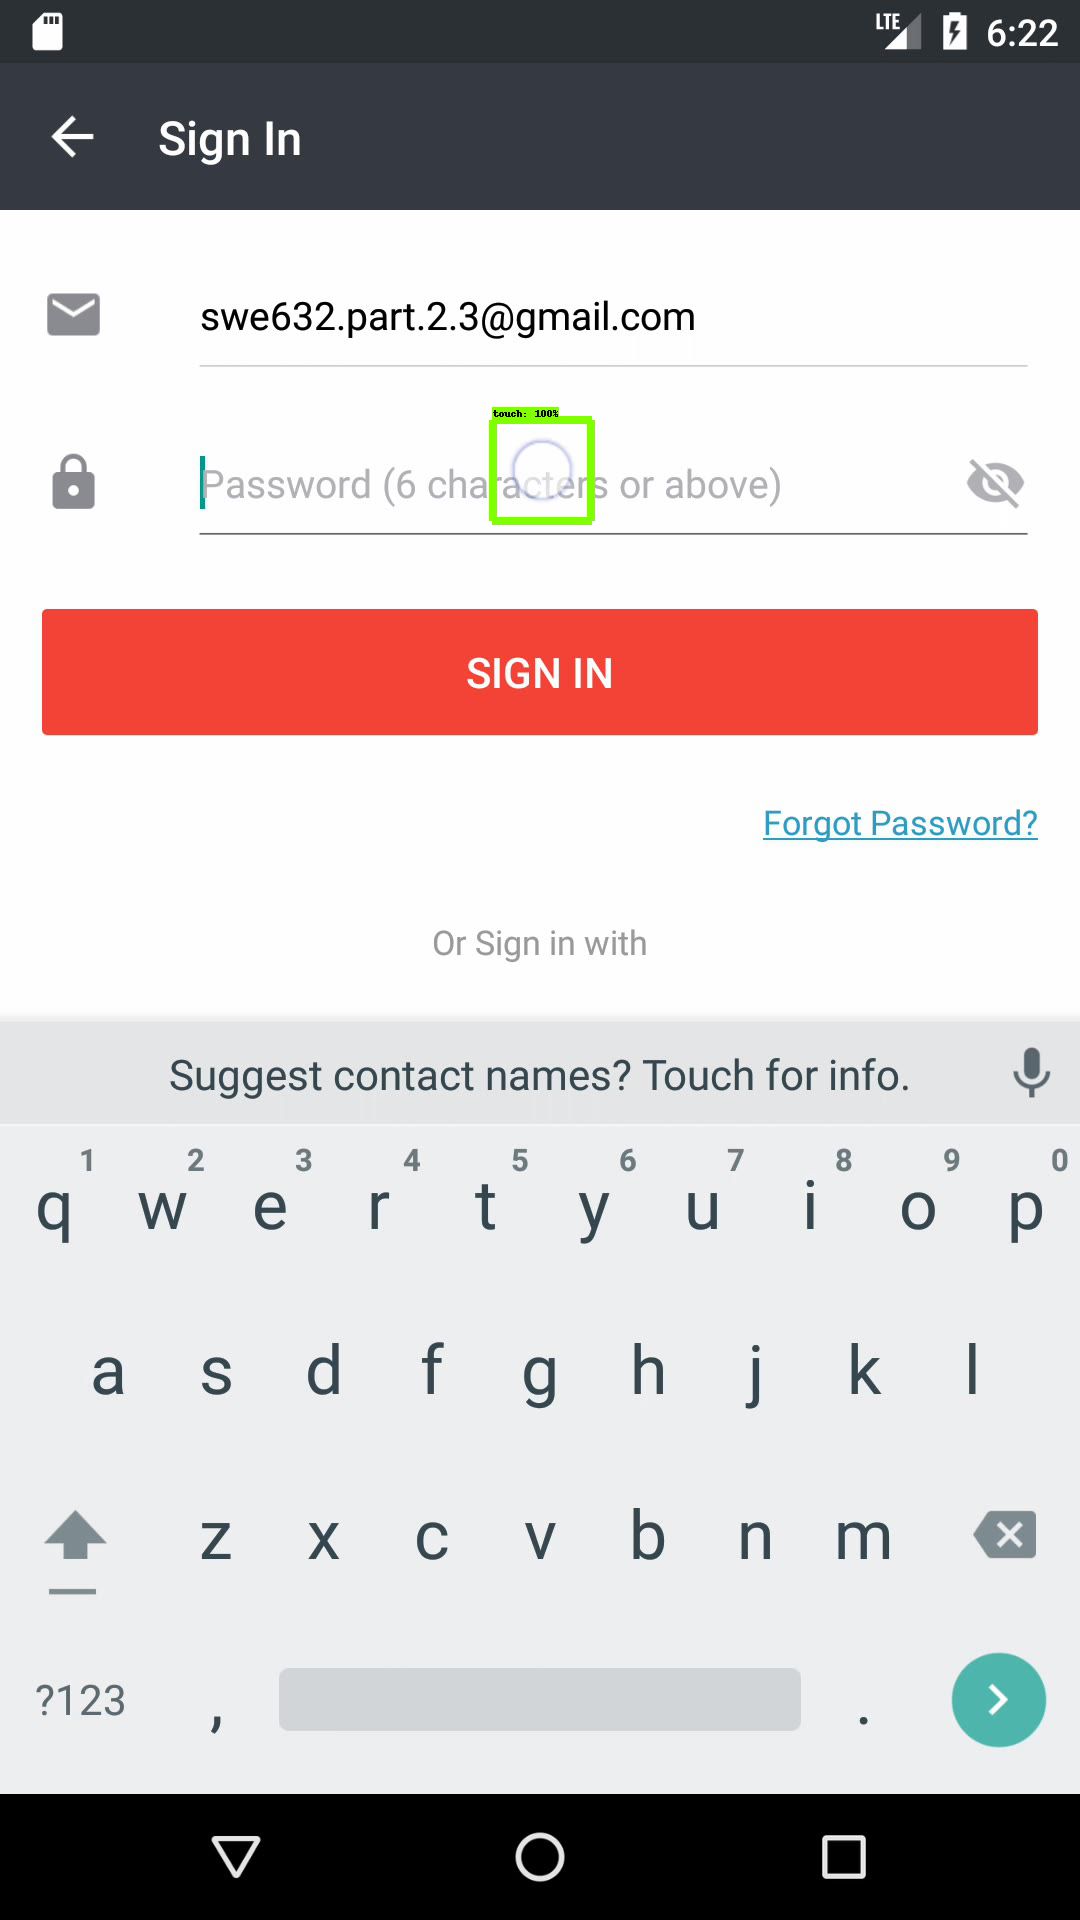 LTE 6:22
Sign In
swe632.part.2.3@gmail.com
touch: 100%
Password (6 characters or above)
SIGN IN
Forgot Password?
Or Sign in with
Suggest contact names? Touch for info.
1 2 3 4 5 6 7 8 9 0
q w e r t y u i o p
a s d f g h j k l
z x c v b n m
?123 , .